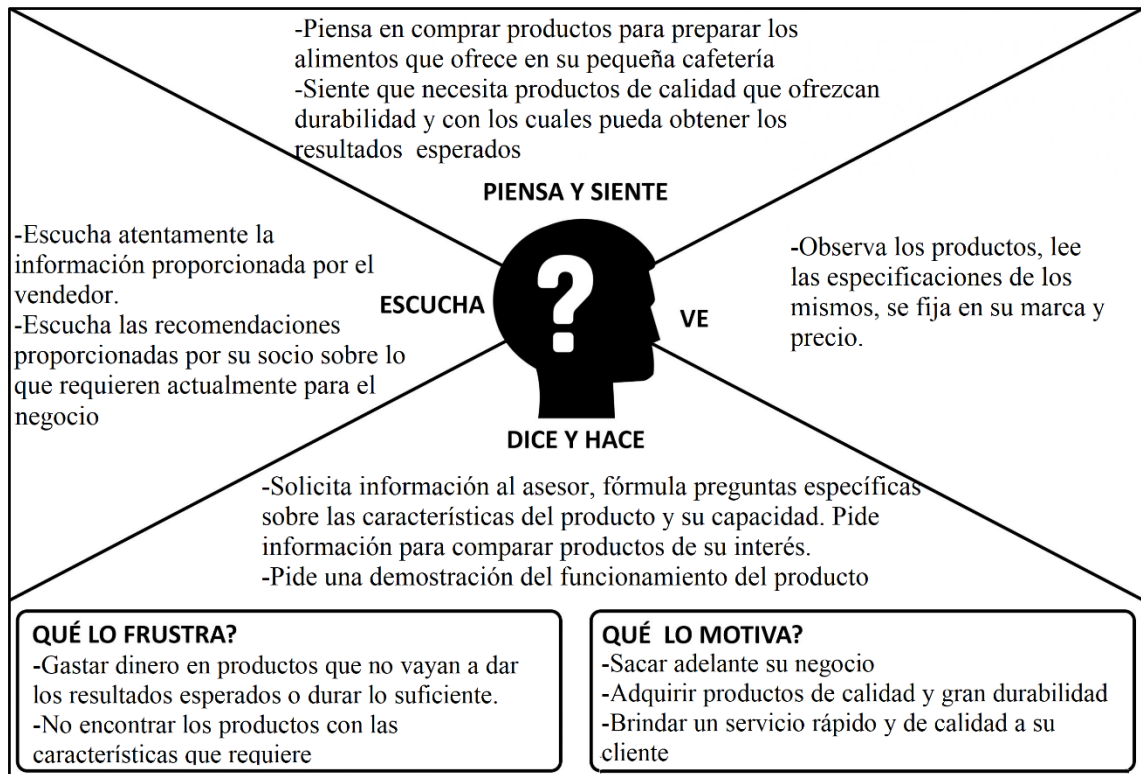 -Piensa en comprar productos para preparar los
alimentos que ofrece en su pequeña cafetería
-Siente que necesita productos de calidad que ofrezcan
durabilidad y con los cuales pueda obtener los
resultados esperados
PIENSA Y SIENTE
-Escucha atentamente la
información proporcionada por el
vendedor.
-Escucha las recomendaciones
proporcionadas por su socio sobre lo
que requieren actualmente para el
negocio
ESCUCHA
?
VE
-Observa los productos, lee
las especificaciones de los
mismos, se fija en su marca y
precio.
DICE Y HACE
-Solicita información al asesor, fórmula preguntas específicas
sobre las características del producto y su capacidad. Pide
información para comparar productos de su interés.
-Pide una demostración del funcionamiento del producto
QUÉ LO FRUSTRA?
-Gastar dinero en productos que no vayan a dar
los resultados esperados o durar lo suficiente.
-No encontrar los productos con las
características que requiere
QUÉ LO MOTIVA?
-Sacar adelante su negocio
-Adquirir productos de calidad y gran durabilidad
-Brindar un servicio rápido y de calidad a su
cliente